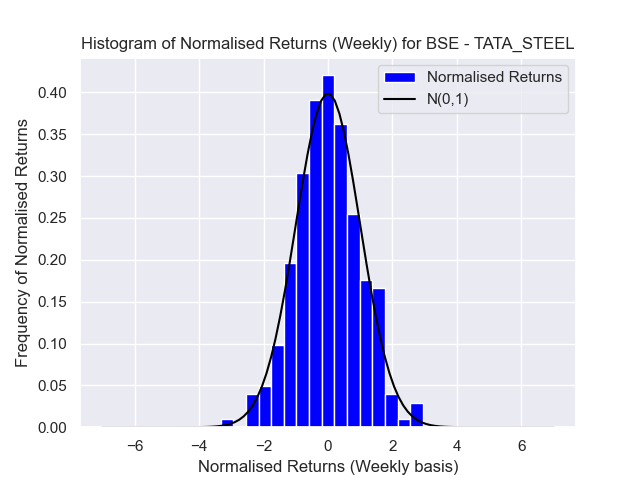 Histogram of Normalised Returns (Weekly) for BSE - TATA_STEEL
Normalised Returns
N(0,1)
Frequency of Normalised Returns
0.40
0.35
0.30
0.25
0.20
0.15
0.10
0.05
0.00
−6 −4 −2 0 2 4 6
Normalised Returns (Weekly basis)